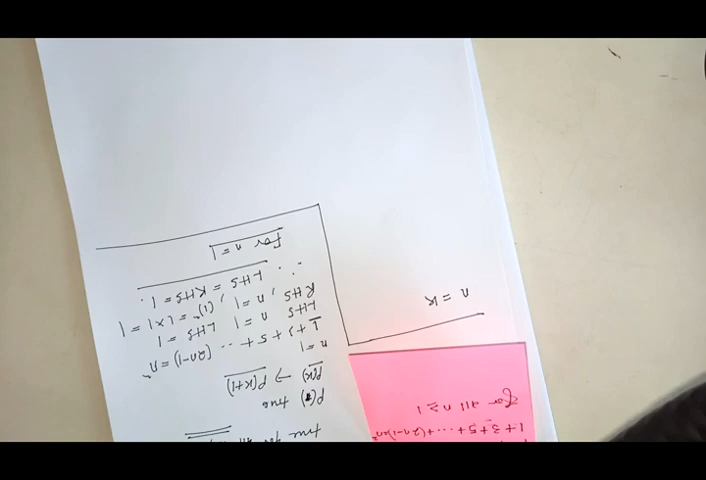 1+3+5+...+(2n-1)=n²
for all n ≥ 1
n = k
true for all
P(1) true
P(k) → P(k+1)
n=1
1+3+5+... (2n-1) = n²
LHS n=1 LHS = 1
RHS, n=1, (1)² = 1×1 = 1
∴ LHS = RHS = 1.
for n=1